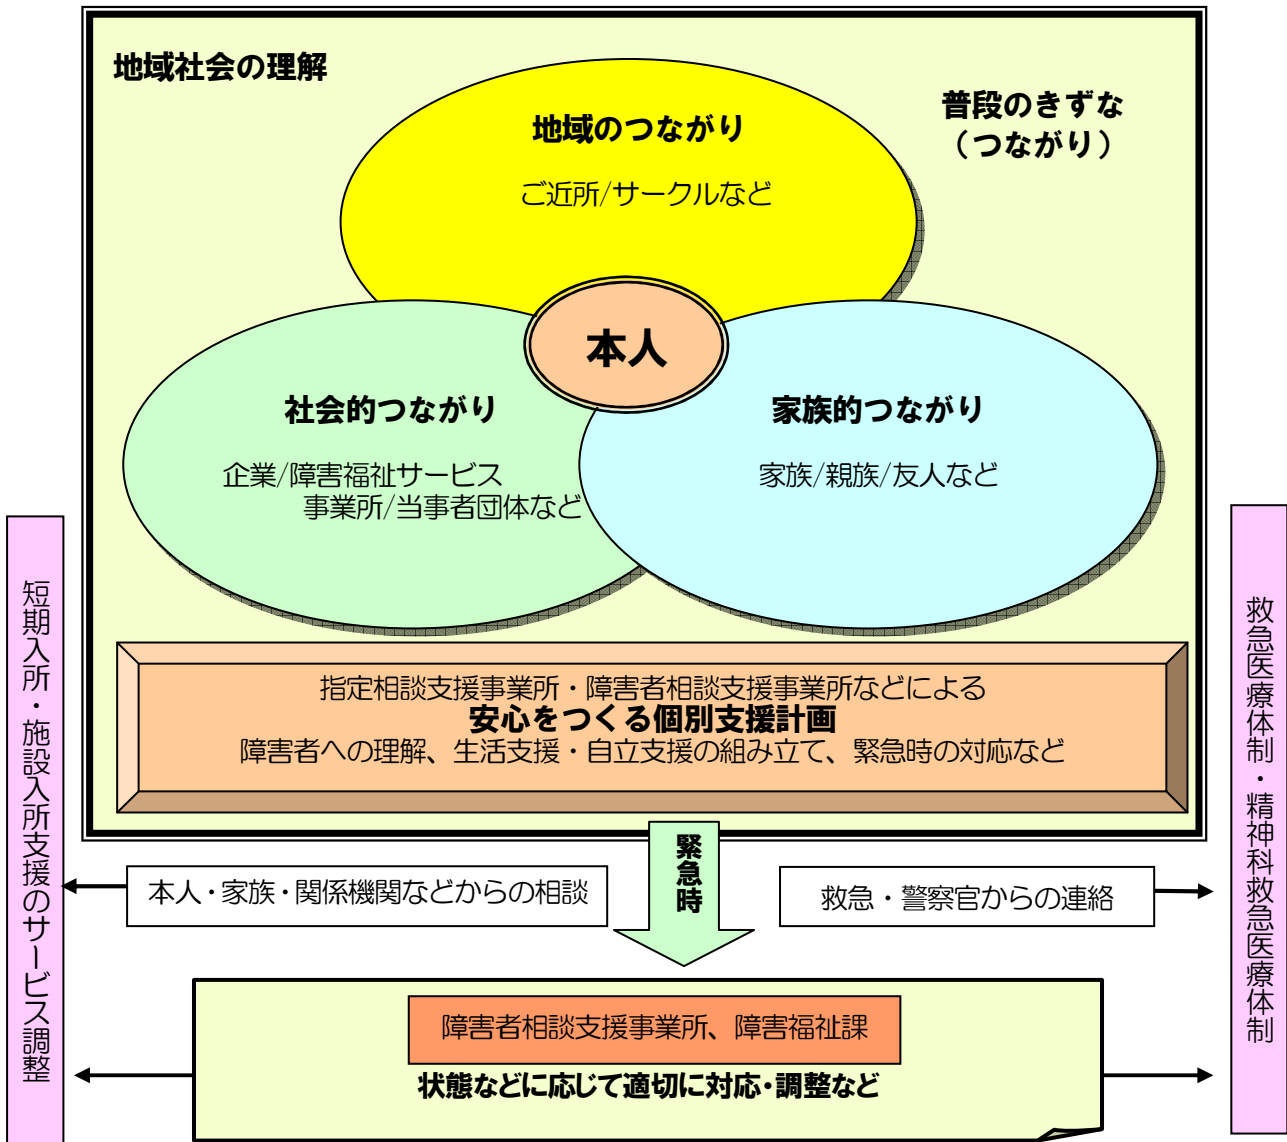 地域社会の理解
普段のきずな
（つながり）
地域のつながり
ご近所/サークルなど
本人
社会的つながり
企業/障害福祉サービス
事業所/当事者団体など
家族的つながり
家族/親族/友人など
指定相談支援事業所・障害者相談支援事業所などによる
安心をつくる個別支援計画
障害者への理解、生活支援・自立支援の組み立て、緊急時の対応など
短期入所・施設入所支援のサービス調整
救急医療体制・精神科救急医療体制
緊急時
本人・家族・関係機関などからの相談
救急・警察官からの連絡
障害者相談支援事業所、障害福祉課
状態などに応じて適切に対応・調整など